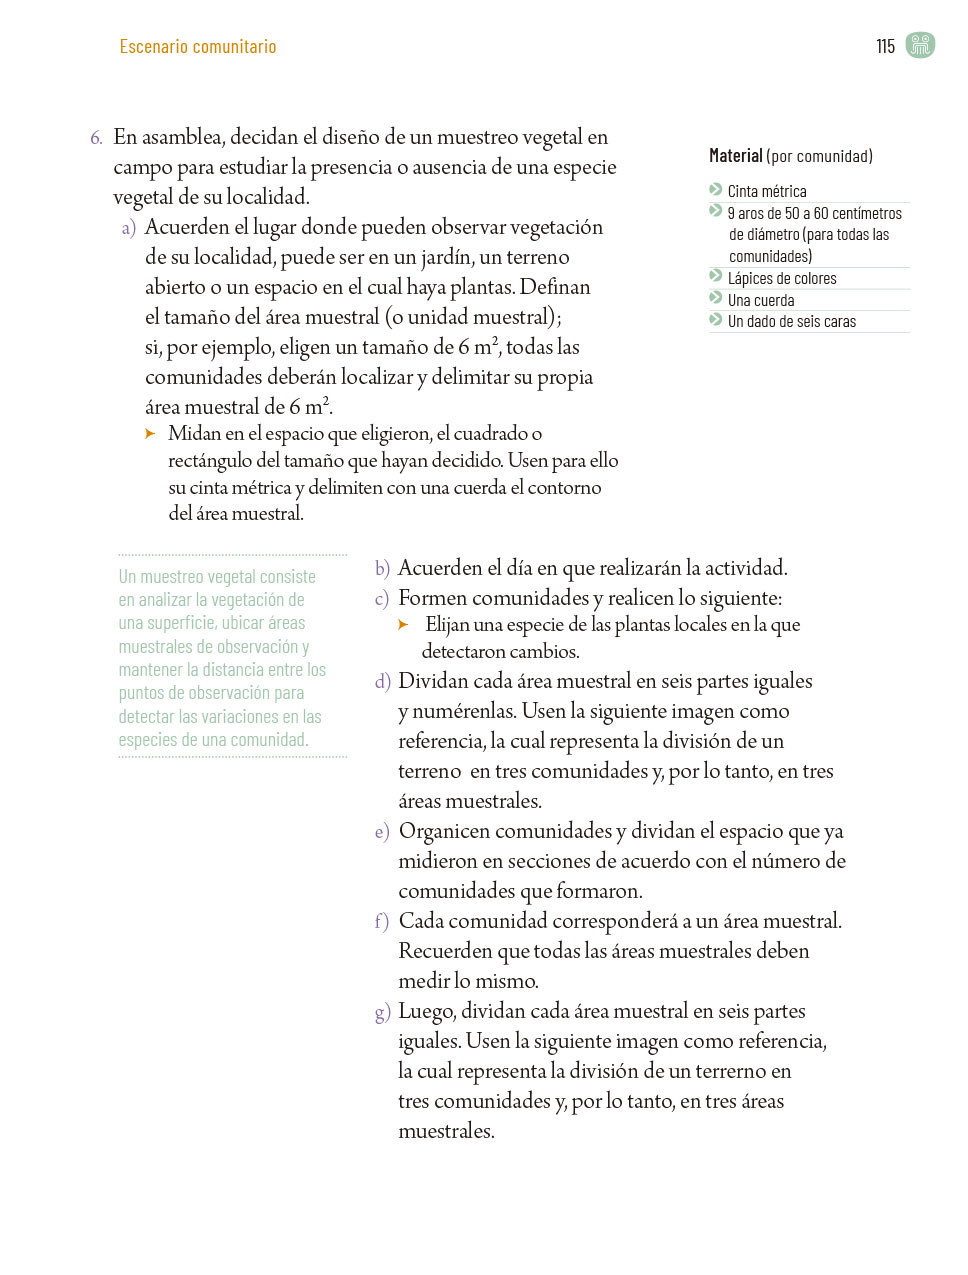 Escenario comunitario
115
6. En asamblea, decidan el diseño de un muestreo vegetal en
campo para estudiar la presencia o ausencia de una especie
vegetal de su localidad.
a) Acuerden el lugar donde pueden observar vegetación
de su localidad, puede ser en un jardín, un terreno
abierto o un espacio en el cual haya plantas. Definan
el tamaño del área muestral (o unidad muestral);
si, por ejemplo, eligen un tamaño de 6 m², todas las
comunidades deberán localizar y delimitar su propia
área muestral de 6 m².
Midan en el espacio que eligieron, el cuadrado o
rectángulo del tamaño que hayan decidido. Usen para ello
su cinta métrica y delimiten con una cuerda el contorno
del área muestral.
Material (por comunidad)
Cinta métrica
9 aros de 50 a 60 centímetros
de diámetro (para todas las
comunidades)
Lápices de colores
Una cuerda
Un dado de seis caras
Un muestreo vegetal consiste
en analizar la vegetación de
una superficie, ubicar áreas
muestrales de observación y
mantener la distancia entre los
puntos de observación para
detectar las variaciones en las
especies de una comunidad.
b) Acuerden el día en que realizarán la actividad.
c) Formen comunidades y realicen lo siguiente:
Elijan una especie de las plantas locales en la que
detectaron cambios.
d) Dividan cada área muestral en seis partes iguales
y numérenlas. Usen la siguiente imagen como
referencia, la cual representa la división de un
terreno en tres comunidades y, por lo tanto, en tres
áreas muestrales.
e) Organicen comunidades y dividan el espacio que ya
midieron en secciones de acuerdo con el número de
comunidades que formaron.
f) Cada comunidad corresponderá a un área muestral.
Recuerden que todas las áreas muestrales deben
medir lo mismo.
g) Luego, dividan cada área muestral en seis partes
iguales. Usen la siguiente imagen como referencia,
la cual representa la división de un terrerno en
tres comunidades y, por lo tanto, en tres áreas
muestrales.